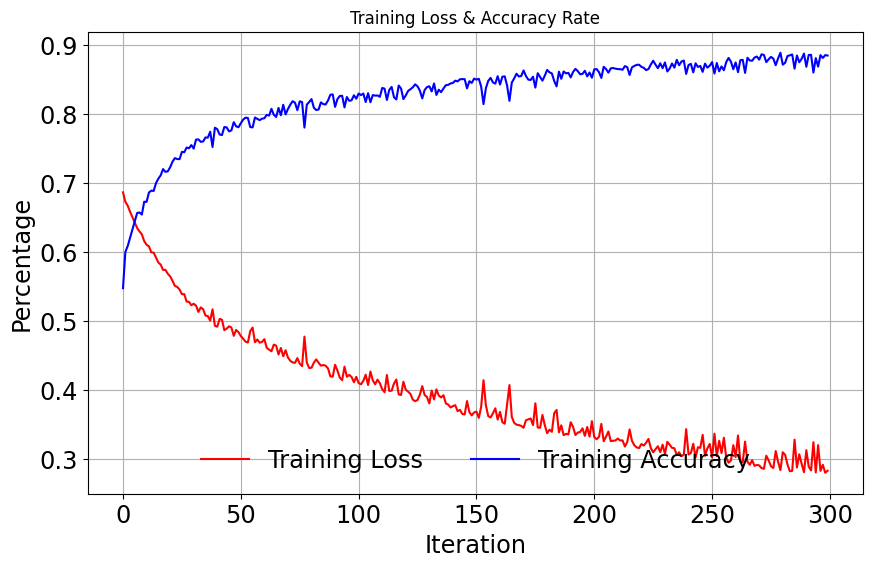 Training Loss & Accuracy Rate
Percentage
0.9
0.8
0.7
0.6
0.5
0.4
0.3
Training Loss Training Accuracy
0 50 100 150 200 250 300
Iteration